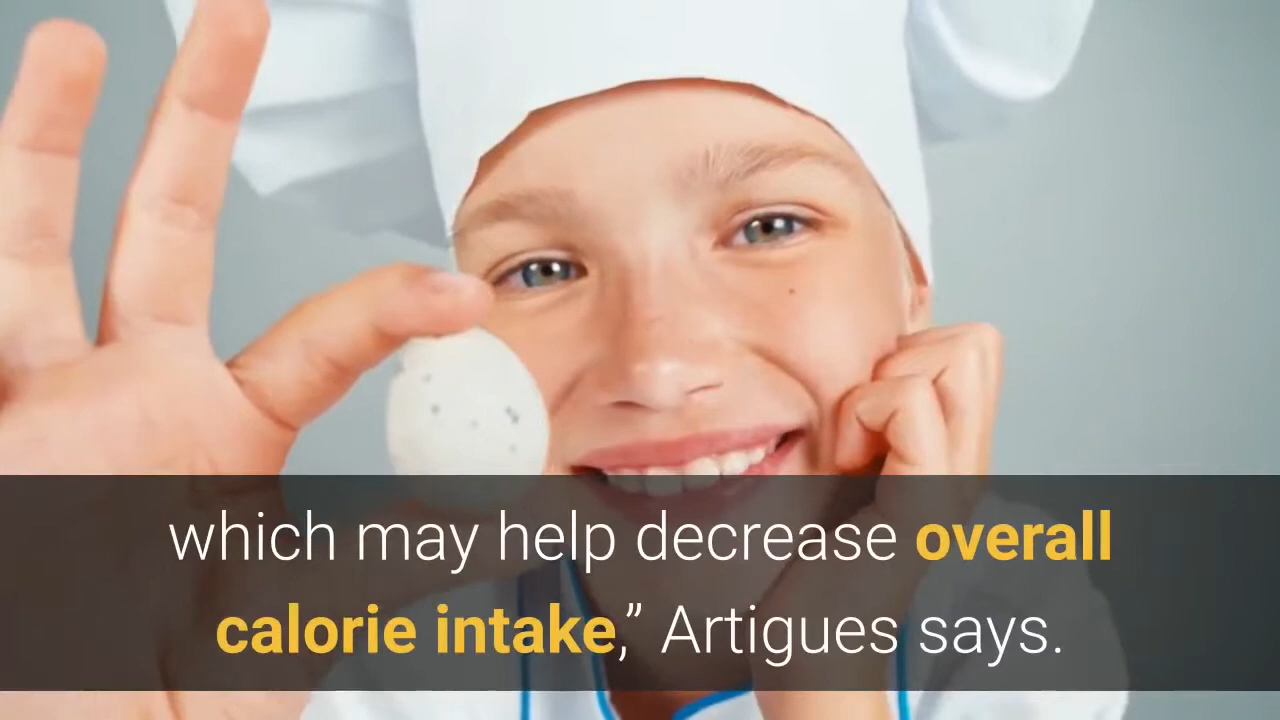 which may help decrease overall
calorie intake,” Artigues says.